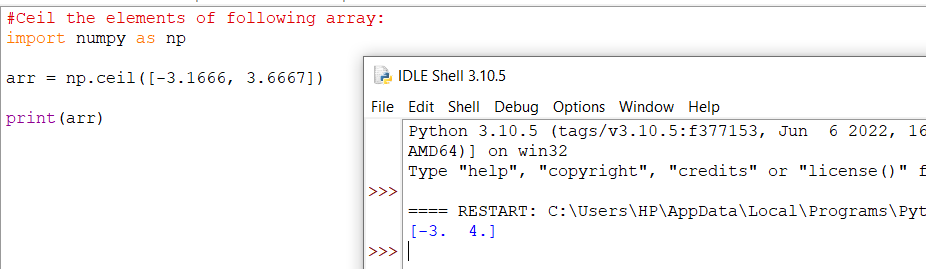 #Ceil the elements of following array:
import numpy as np
arr = np.ceil([-3.1666, 3.6667])
print(arr)
IDLE Shell 3.10.5
File Edit Shell Debug Options Window Help
Python 3.10.5 (tags/v3.10.5:f377153, Jun  6 2022, 16
AMD64)] on win32
Type "help", "copyright", "credits" or "license()" f
>>>
==== RESTART: C:\Users\HP\AppData\Local\Programs\Pyt
[-3.  4.]
>>>